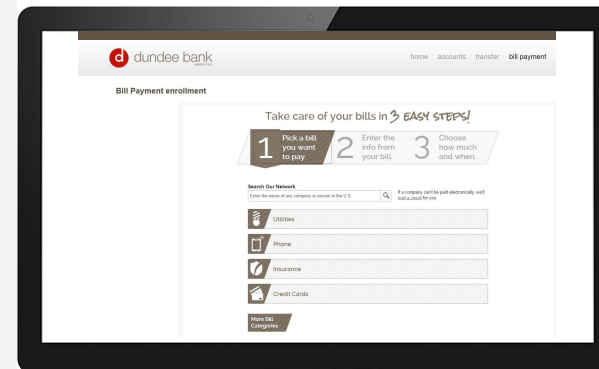 dundee bank
home accounts transfer bill payment
Bill Payment enrollment
Take care of your bills in 3 EASY STEPS!
1 Pick a bill
you want
to pay.
2 Enter the
info from
your bill.
3 Choose
how much
and when.
Search Our Network
Enter the name of any company or person in the U.S.
If a company can't be paid electronically, we'll
mail a check for you
Utilities
Phone
Insurance
Credit Cards
More Bill
Categories